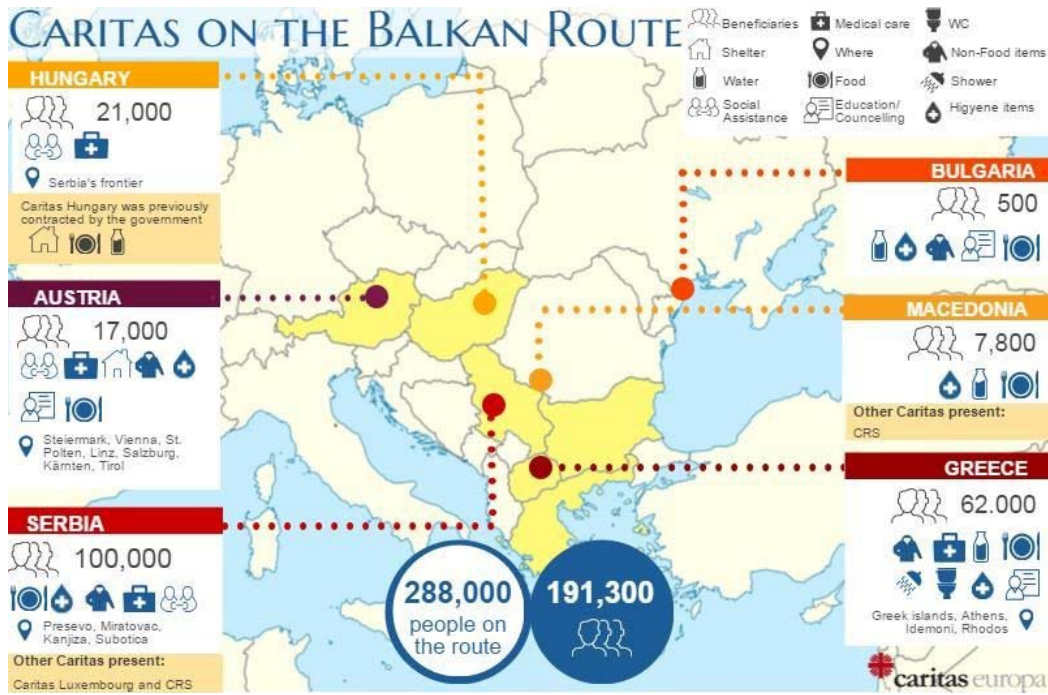 CARITAS ON THE BALKAN ROUTE
Beneficiaries
Medical care
WC
Shelter
Where
Non-Food items
Water
Food
Shower
Social
Assistance
Education/
Councelling
Higyene items
HUNGARY
21,000
Serbia's frontier
Caritas Hungary was previously
contracted by the government
AUSTRIA
17,000
Steiermark, Vienna, St.
Polten, Linz, Salzburg,
Kärnten, Tirol
SERBIA
100,000
Presevo, Miratovac,
Kanjiza, Subotica
Other Caritas present:
Caritas Luxembourg and CRS
BULGARIA
500
MACEDONIA
7,800
Other Caritas present:
CRS
GREECE
62.000
Greek islands, Athens,
Idemoni, Rhodos
288,000
people on
the route
191,300
caritas europa